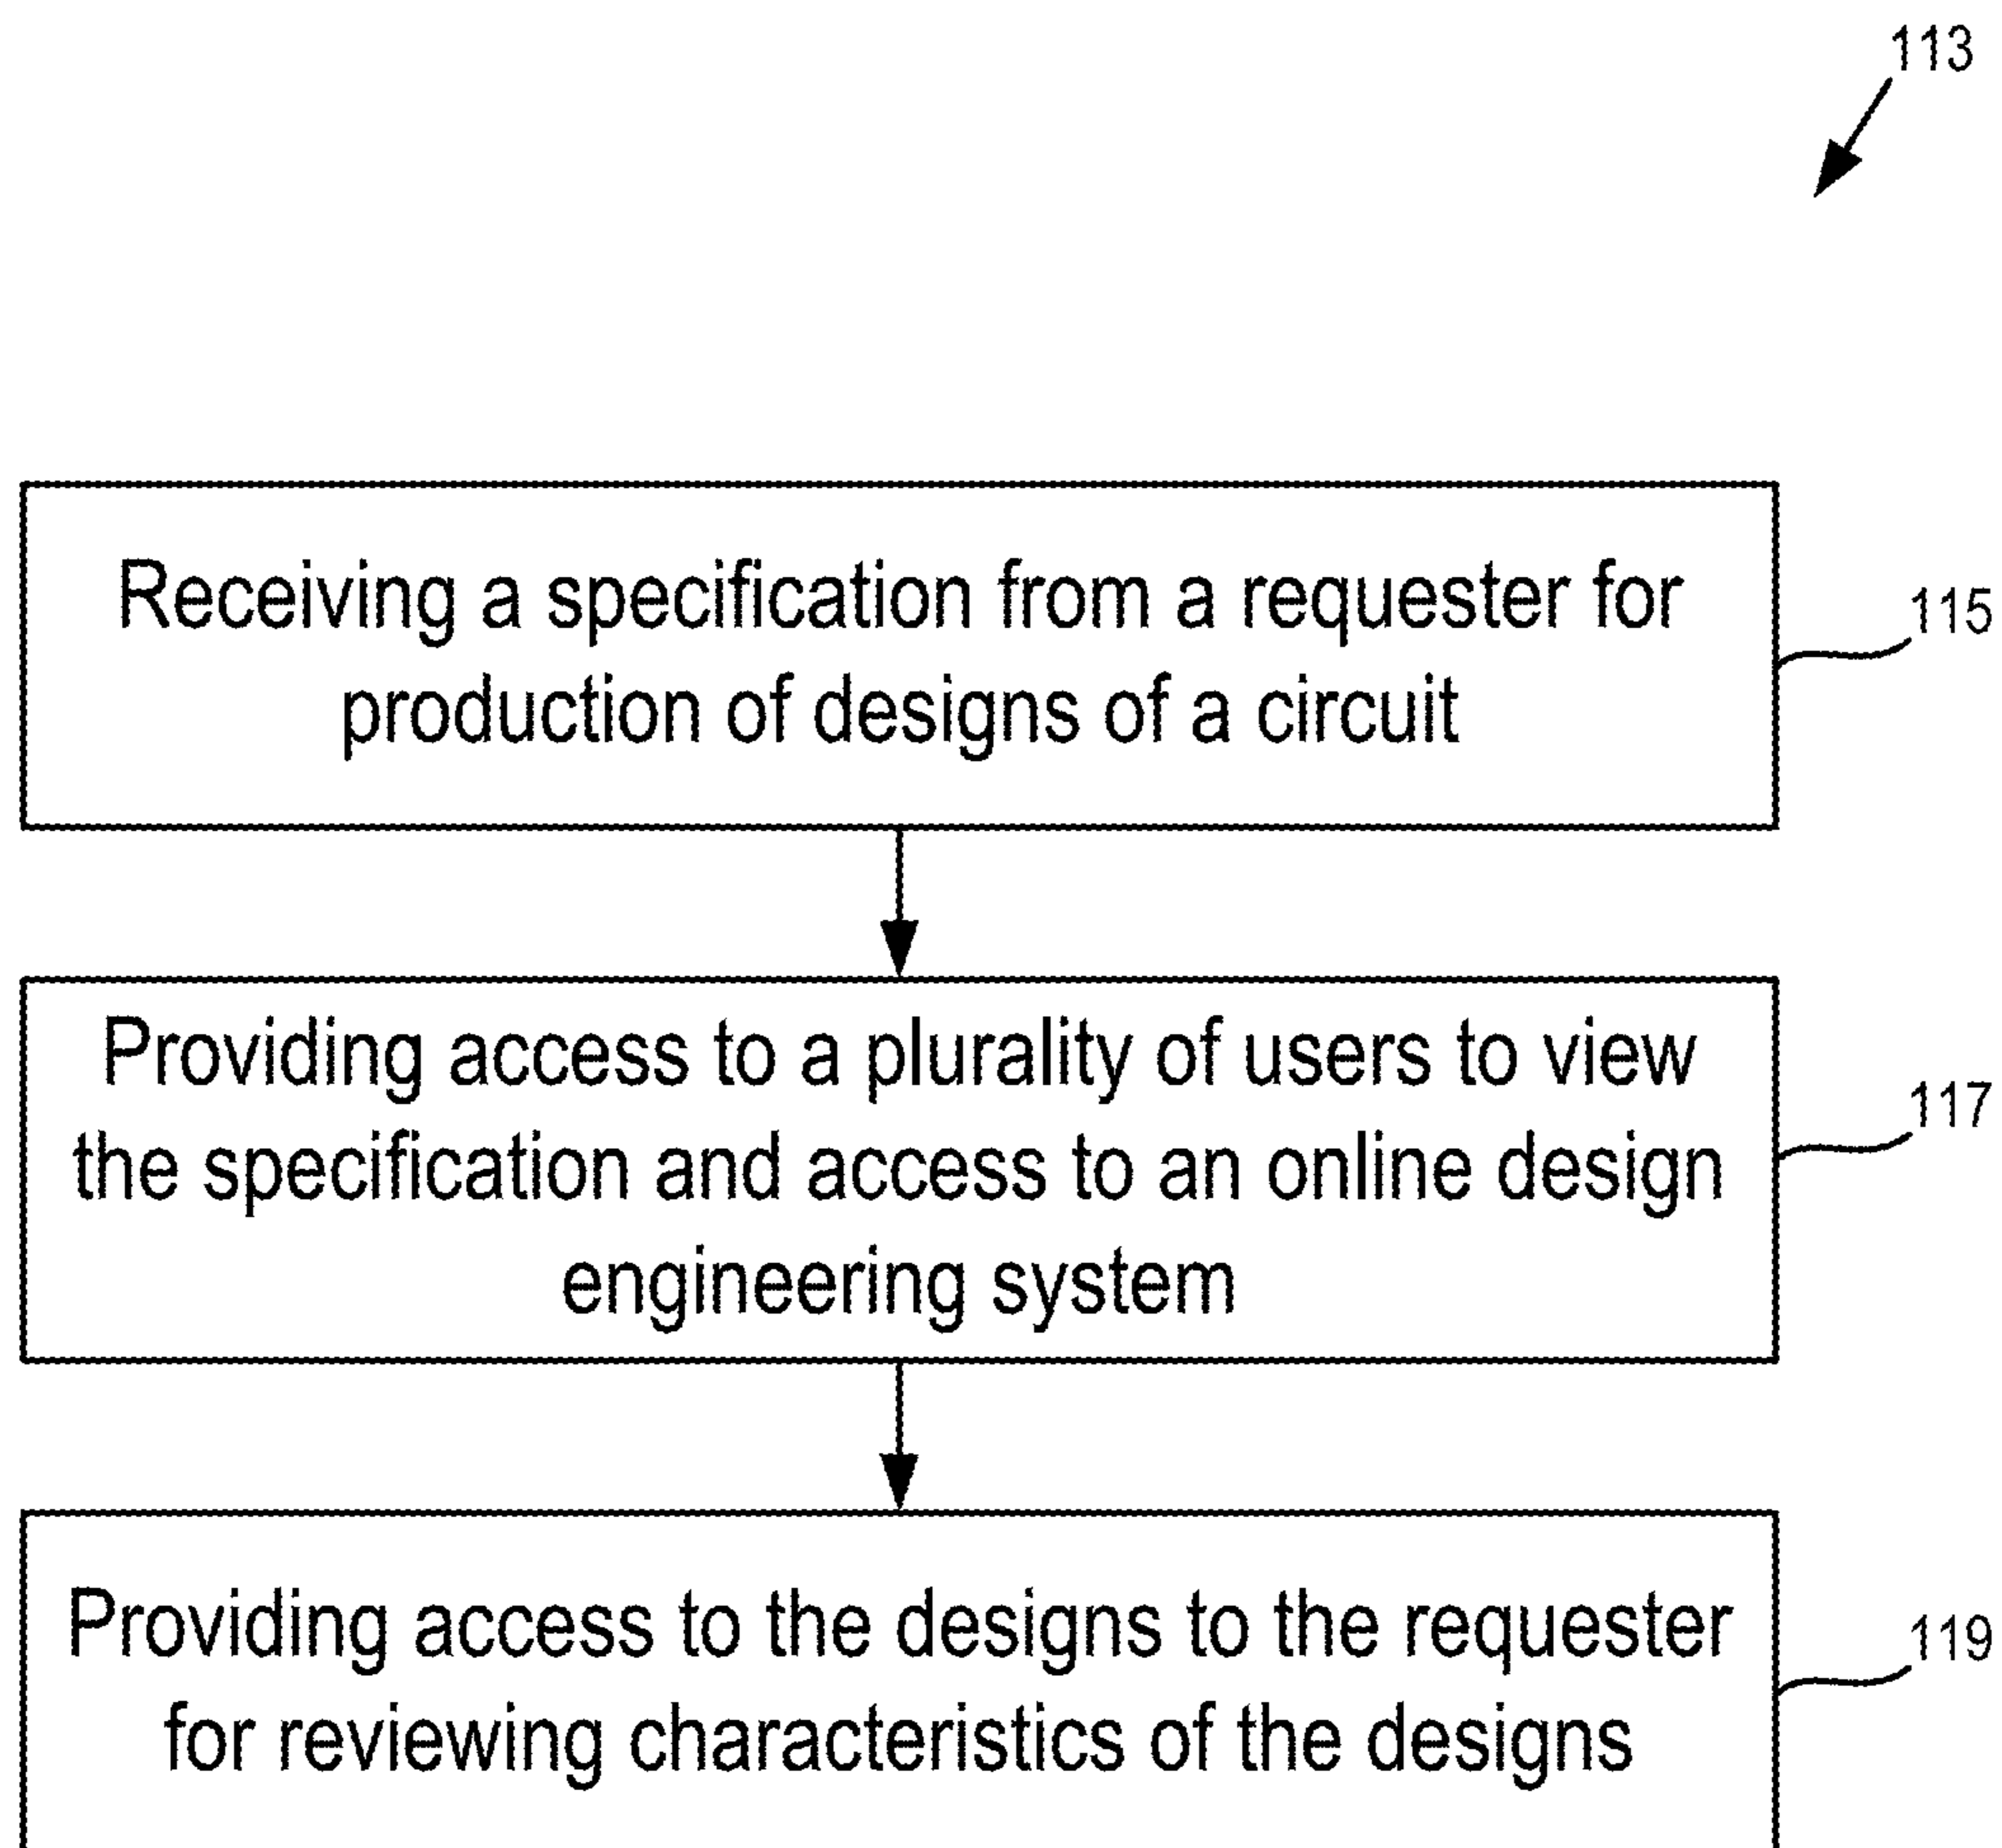 113
Receiving a specification from a requester for
production of designs of a circuit
115
Providing access to a plurality of users to view
the specification and access to an online design
engineering system
117
Providing access to the designs to the requester
for reviewing characteristics of the designs
119